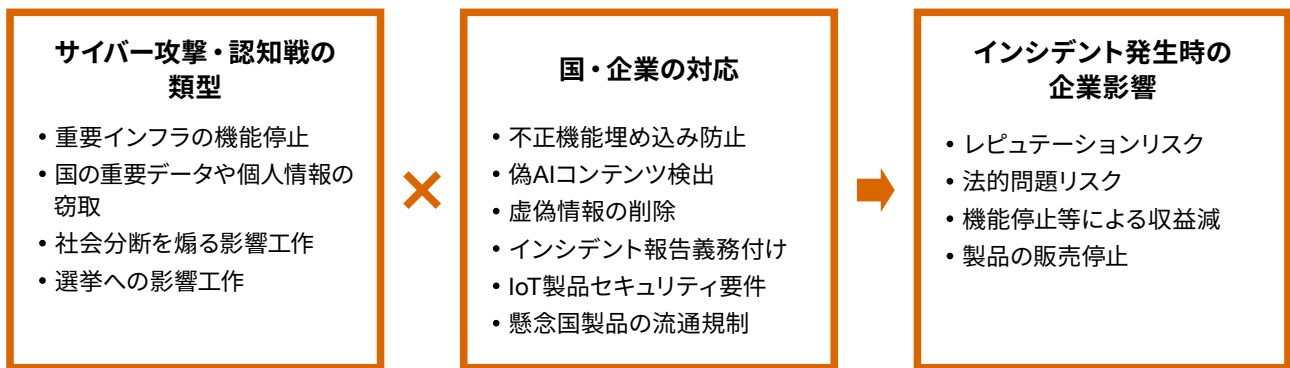 サイバー攻撃・認知戦の
類型
• 重要インフラの機能停止
• 国の重要データや個人情報の
窃取
• 社会分断を煽る影響工作
• 選挙への影響工作
×
国・企業の対応
• 不正機能埋め込み防止
• 偽AIコンテンツ検出
• 虚偽情報の削除
• インシデント報告義務付け
• IoT製品セキュリティ要件
• 懸念国製品の流通規制
インシデント発生時の
企業影響
• レピュテーションリスク
• 法的問題リスク
• 機能停止等による収益減
• 製品の販売停止